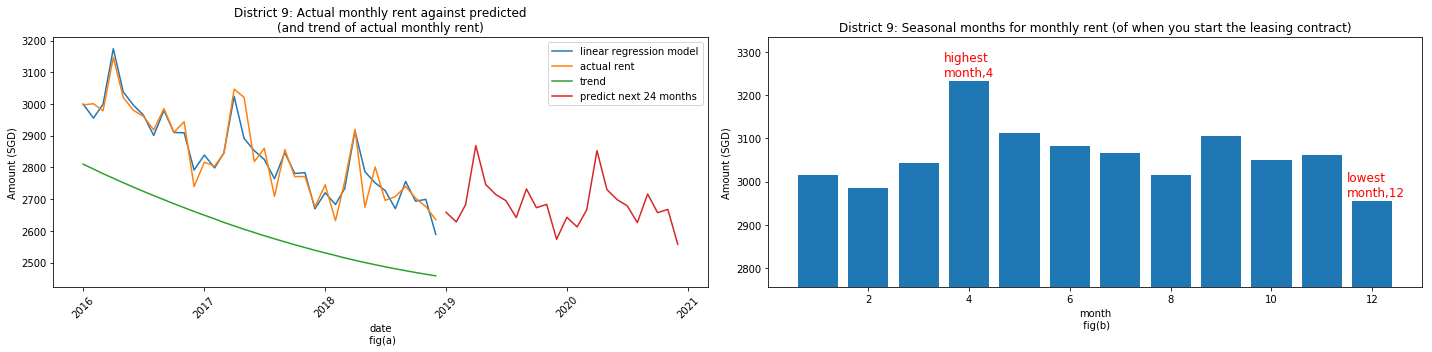 District 9: Actual monthly rent against predicted
(and trend of actual monthly rent)
3200
3100
3000
2900
2800
2700
2600
2500
Amount (SGD)
linear regression model
actual rent
trend
predict next 24 months
2016
2017
2018
2019
2020
2021
date
fig(a)
District 9: Seasonal months for monthly rent (of when you start the leasing contract)
3300
3200
3100
3000
2900
2800
Amount (SGD)
highest
month,4
lowest
month,12
2
4
6
8
10
12
month
fig(b)